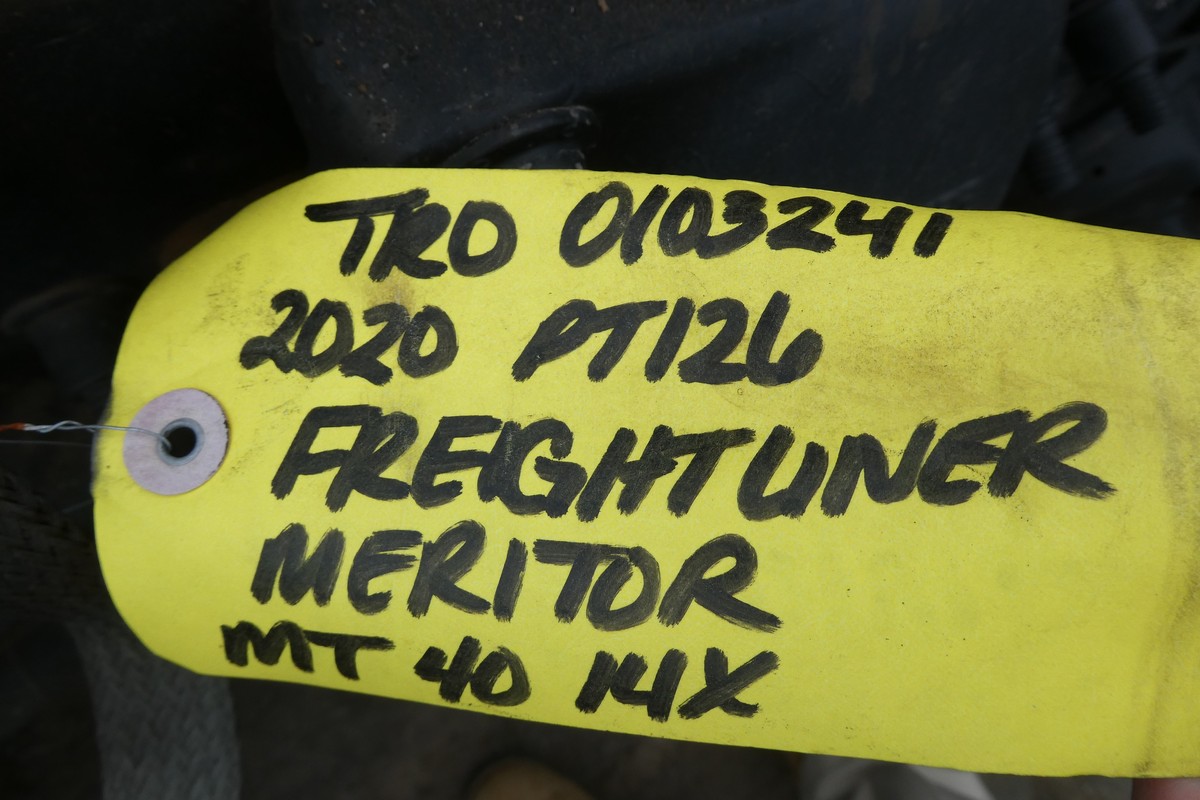 TRO 0103241
2020 PT126
FREIGHTLINER
MERITOR
MT 40 14X